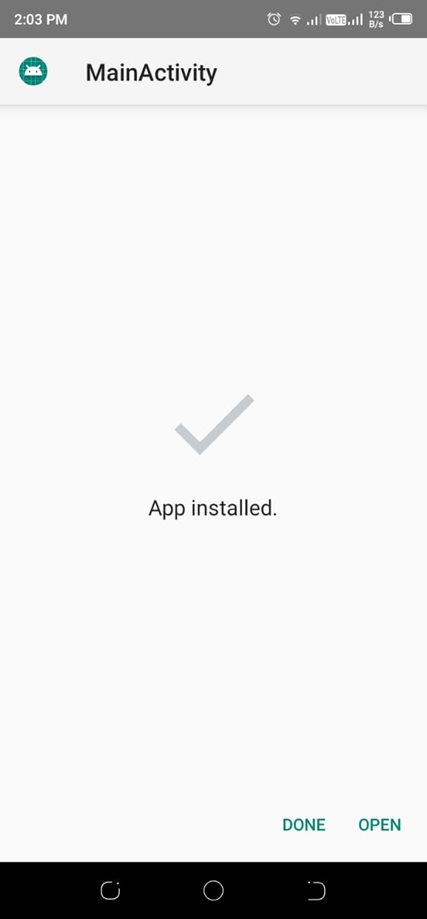 2:03 PM
VoLTE
123
B/s
MainActivity
App installed.
DONE
OPEN